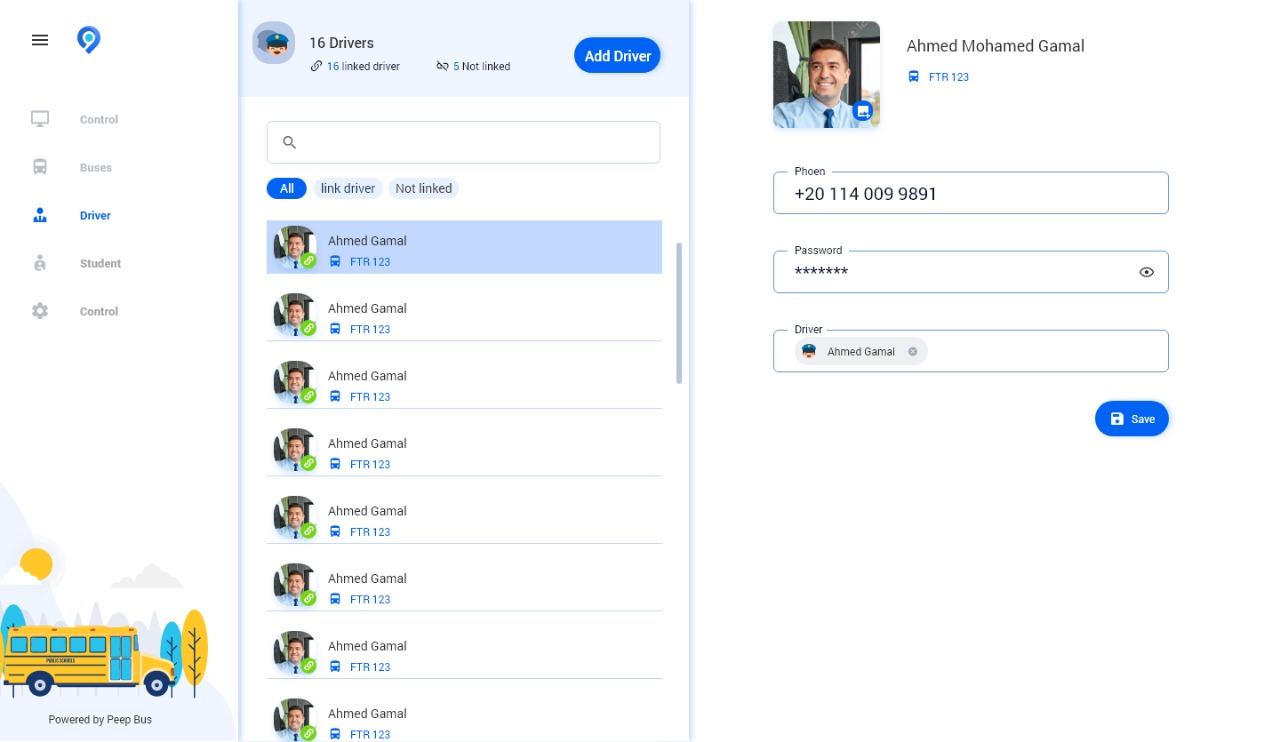 Control
Buses
Driver
Student
Control
PUBLIC SCHOOLS
Powered by Peep Bus
16 Drivers
16 linked driver
5 Not linked
Add Driver
All
link driver
Not linked
Ahmed Gamal
FTR 123
Ahmed Gamal
FTR 123
Ahmed Gamal
FTR 123
Ahmed Gamal
FTR 123
Ahmed Gamal
FTR 123
Ahmed Gamal
FTR 123
Ahmed Gamal
FTR 123
Ahmed Gamal
FTR 123
Ahmed Mohamed Gamal
FTR 123
Phoen
+20 114 009 9891
Password
*******
Driver
Ahmed Gamal
Save